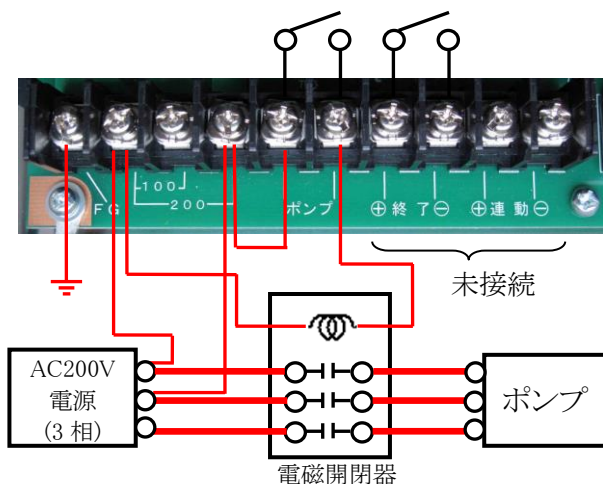 FG
100
200
ポンプ
⊕終了⊖
⊕連動⊖
未接続
AC200V
電源
(3 相)
ポンプ
電磁開閉器